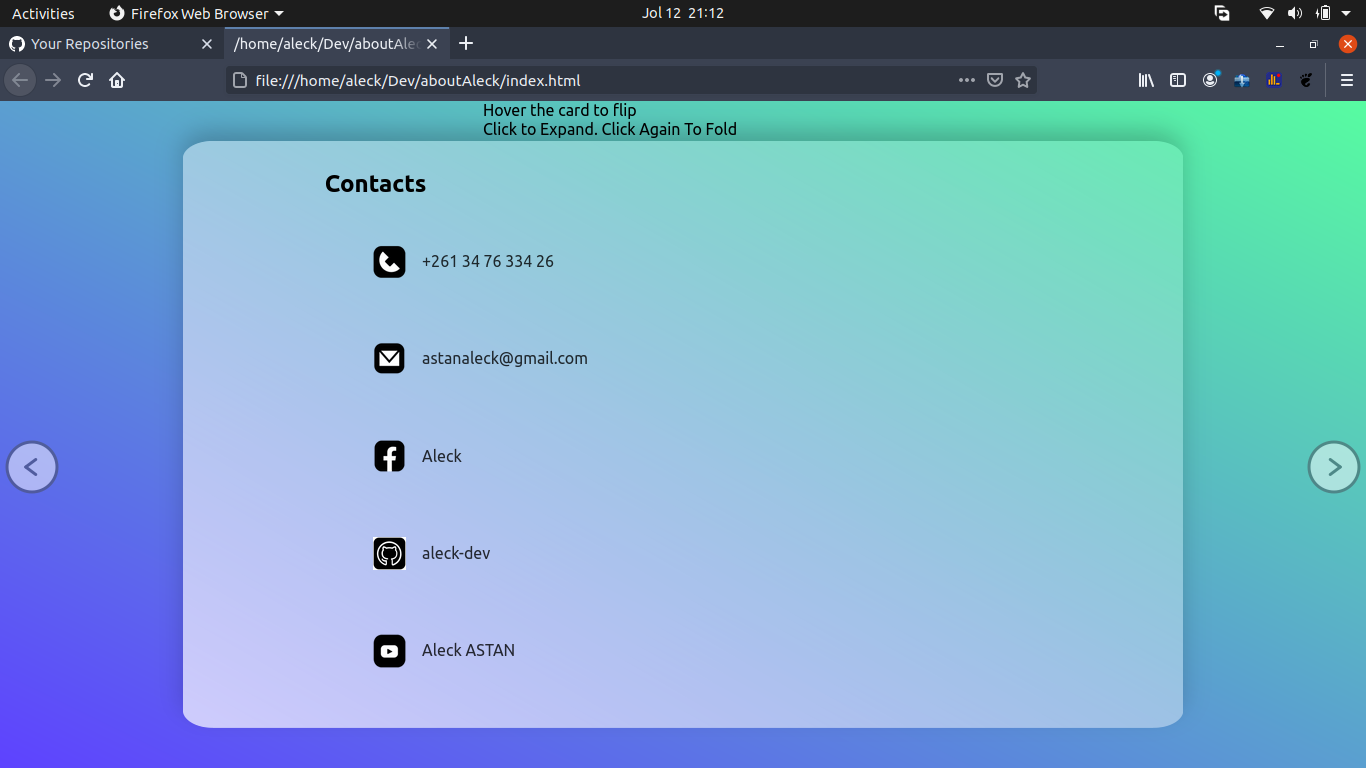 Activities
Firefox Web Browser
Jol 12 21:12
Your Repositories
/home/aleck/Dev/aboutAlec
file:///home/aleck/Dev/aboutAleck/index.html
Hover the card to flip
Click to Expand. Click Again To Fold
Contacts
+261 34 76 334 26
astanaleck@gmail.com
Aleck
aleck-dev
Aleck ASTAN